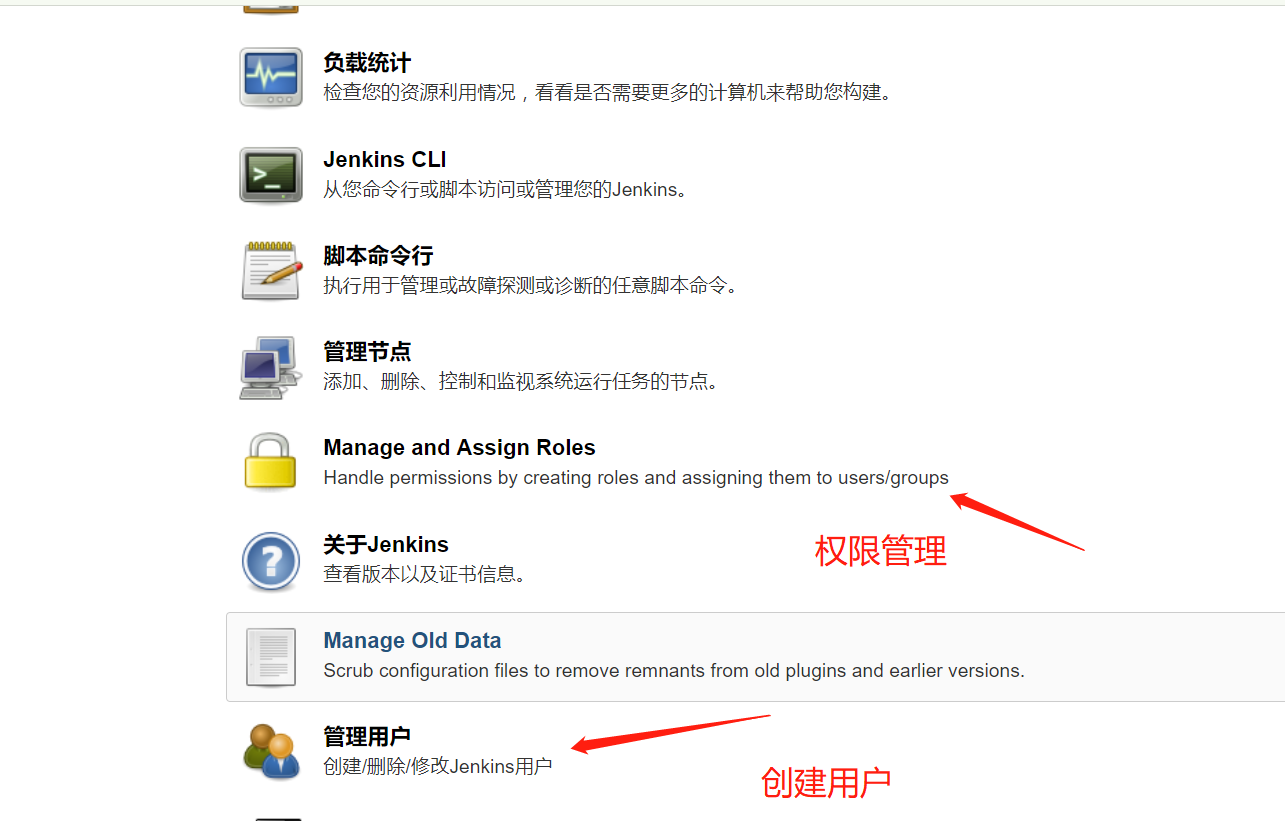 负载统计
检查您的资源利用情况，看看是否需要更多的计算机来帮助您构建。
Jenkins CLI
从您命令行或脚本访问或管理您的Jenkins。
脚本命令行
执行用于管理或故障探测或诊断的任意脚本命令。
管理节点
添加、删除、控制和监视系统运行任务的节点。
Manage and Assign Roles
Handle permissions by creating roles and assigning them to users/groups
权限管理
关于Jenkins
查看版本以及证书信息。
Manage Old Data
Scrub configuration files to remove remnants from old plugins and earlier versions.
管理用户
创建/删除/修改Jenkins用户
创建用户